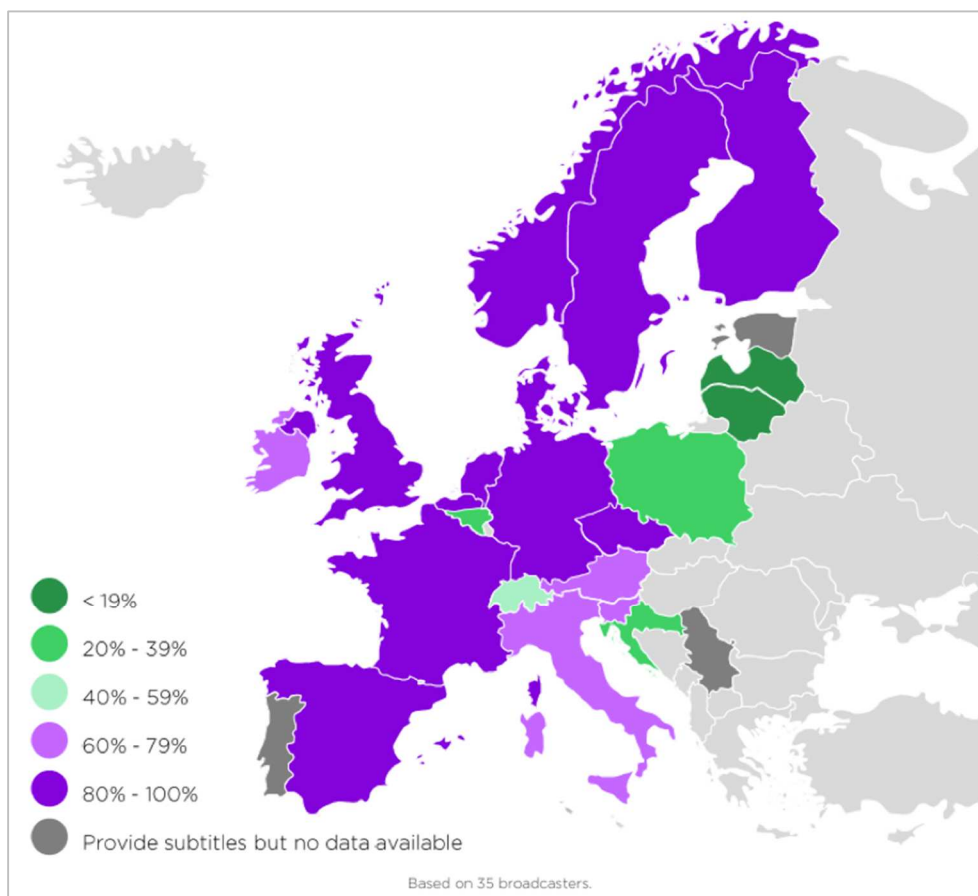 < 19%
20% - 39%
40% - 59%
60% - 79%
80% - 100%
Provide subtitles but no data available
Based on 35 broadcasters.